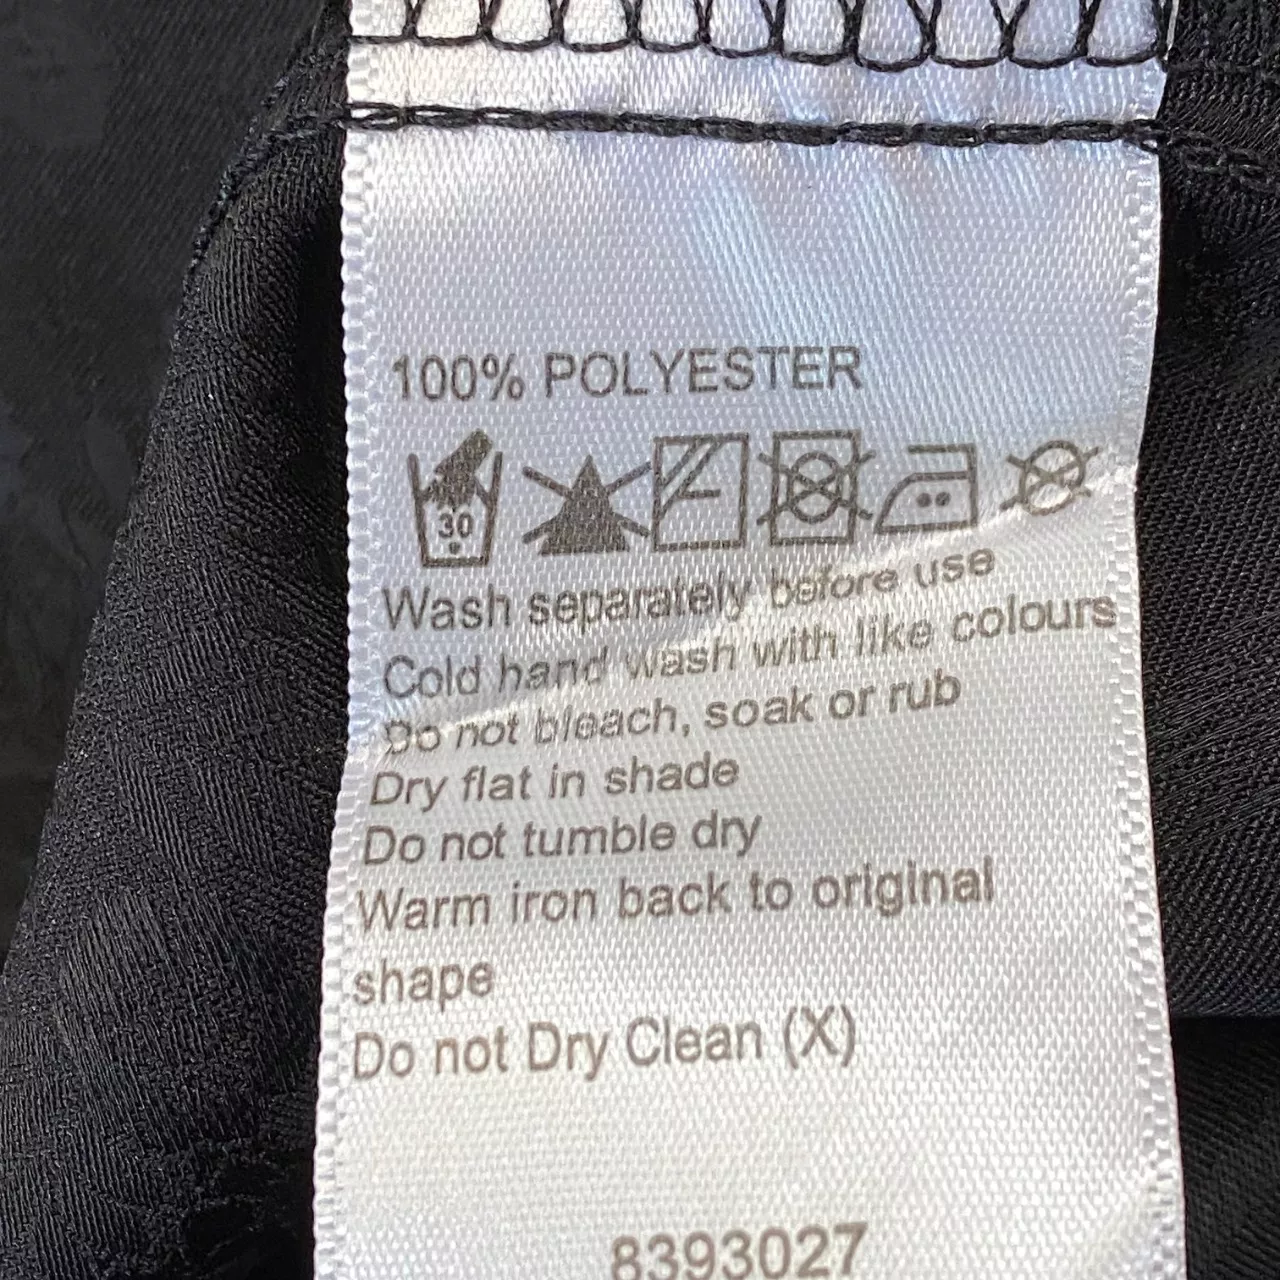 100% POLYESTER
30
Wash separately before use
Cold hand wash with like colours
Do not bleach, soak or rub
Dry flat in shade
Do not tumble dry
Warm iron back to original
shape
Do not Dry Clean (X)
8393027